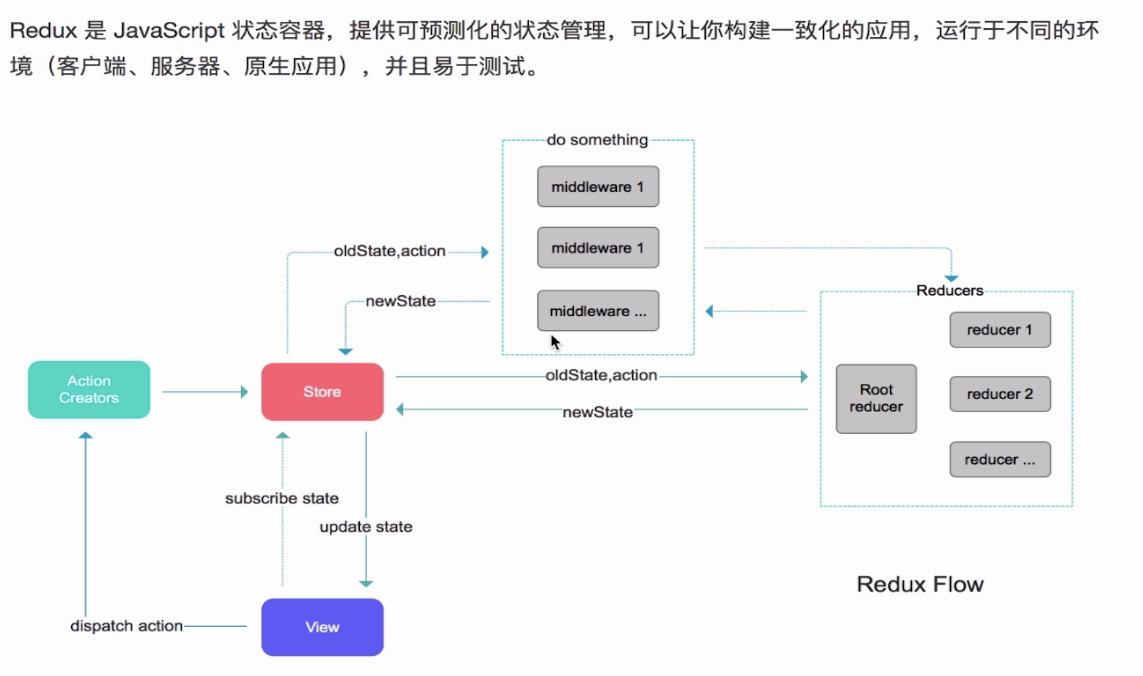 Redux 是 JavaScript 状态容器，提供可预测化的状态管理，可以让你构建一致化的应用，运行于不同的环
境（客户端、服务器、原生应用），并且易于测试。
do something
middleware 1
middleware 1
middleware ...
oldState,action
newState
Reducers
reducer 1
Root
reducer
reducer 2
reducer ...
Action
Creators
Store
oldState,action
newState
subscribe state
update state
Redux Flow
dispatch action
View